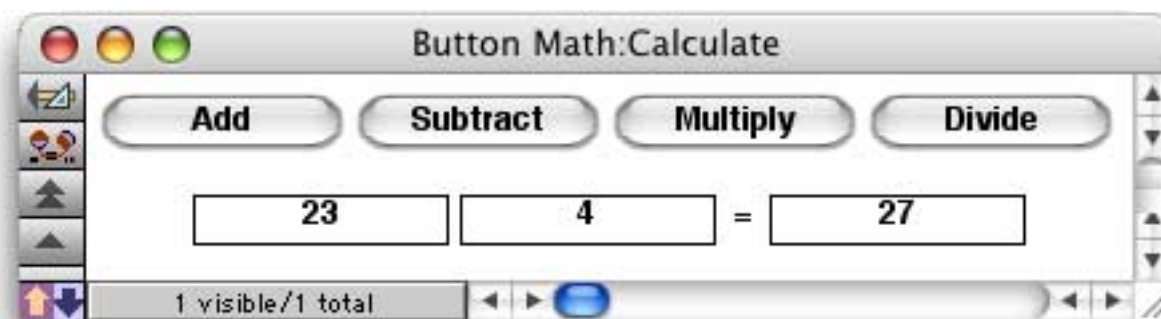 Button Math:Calculate
Add Subtract Multiply Divide
23 4 = 27
1 visible/1 total